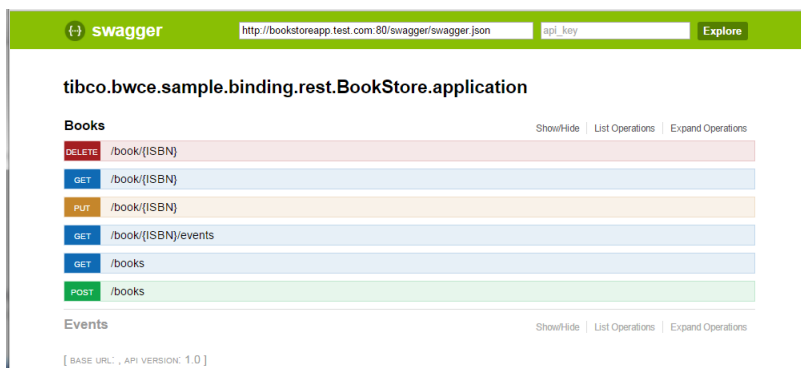 {··} swagger http://bookstoreapp.test.com:80/swagger/swagger.json api_key Explore
tibco.bwce.sample.binding.rest.BookStore.application
Books Show/Hide List Operations Expand Operations
DELETE /book/{ISBN}
GET /book/{ISBN}
PUT /book/{ISBN}
GET /book/{ISBN}/events
GET /books
POST /books
Events Show/Hide List Operations Expand Operations
[ BASE URL: , API VERSION: 1.0 ]